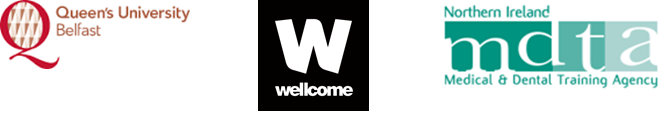 Queen's University
Belfast
W
wellcome
Northern Ireland
mdta
Medical & Dental Training Agency